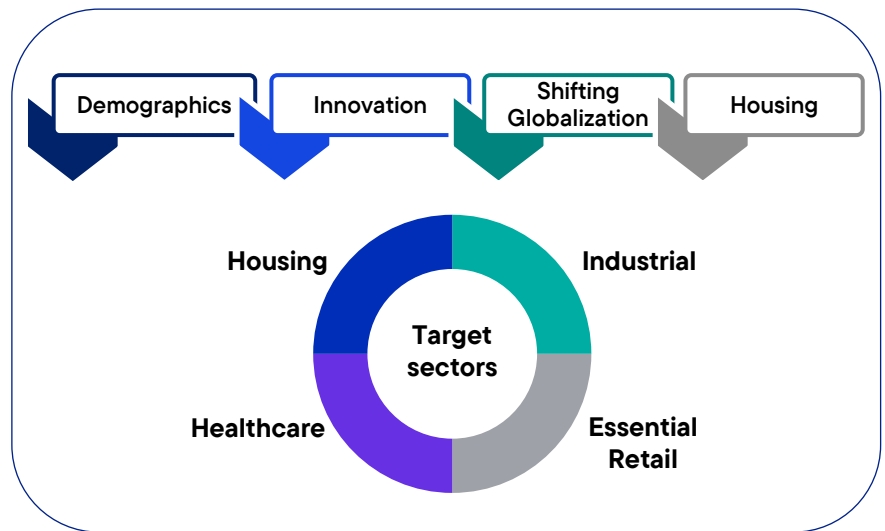 Demographics
Innovation
Shifting
Globalization
Housing
Housing
Industrial
Target
sectors
Healthcare
Essential
Retail